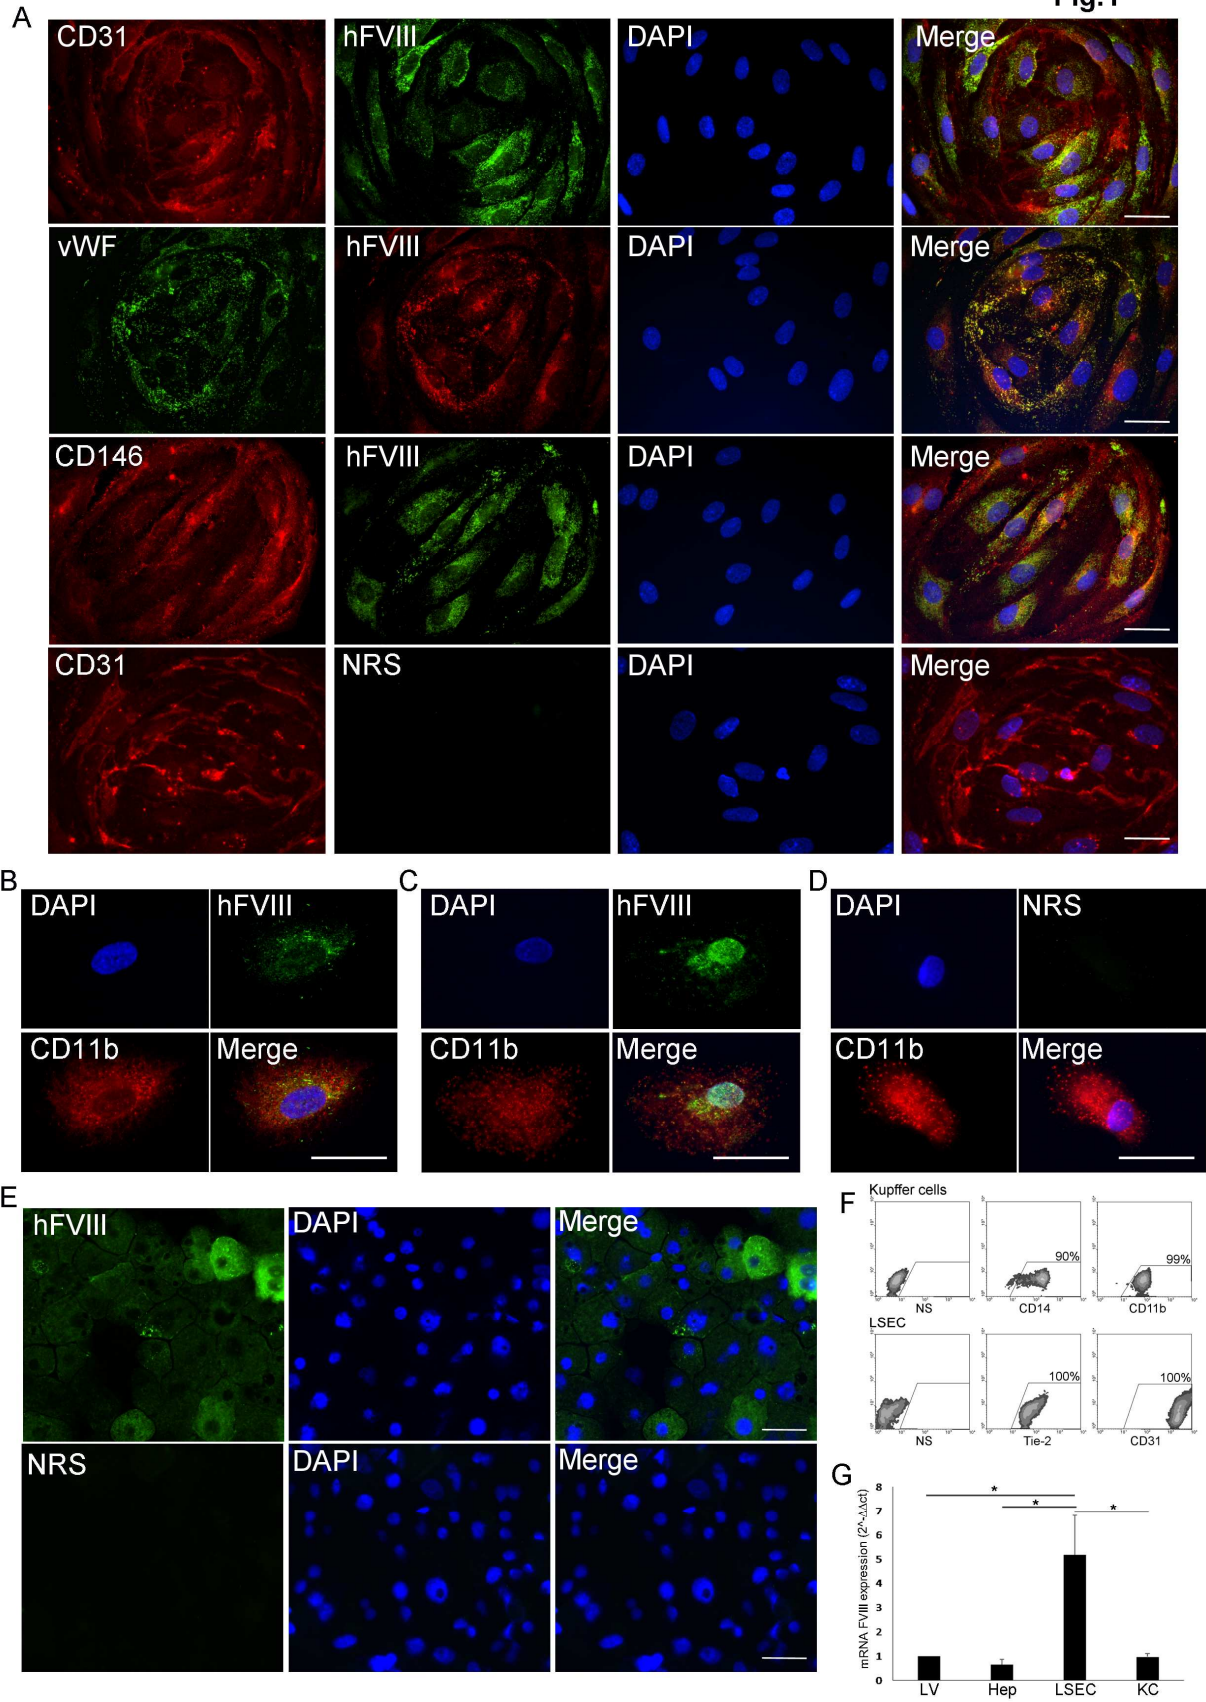 Fig.1
A
CD31 hFVIII DAPI Merge
vWF hFVIII DAPI Merge
CD146 hFVIII DAPI Merge
CD31 NRS DAPI Merge
B C D
DAPI hFVIII DAPI hFVIII DAPI NRS
CD11b Merge CD11b Merge CD11b Merge
E
hFVIII DAPI Merge
NRS DAPI Merge
F
Kupffer cells
90% 99%
NS CD14 CD11b
LSEC
100% 100%
NS Tie-2 CD31
G
mRNA FVIII expression (2^-ΔΔct)
8
7
6
5
4
3
2
1
0
* * *
LV Hep LSEC KC